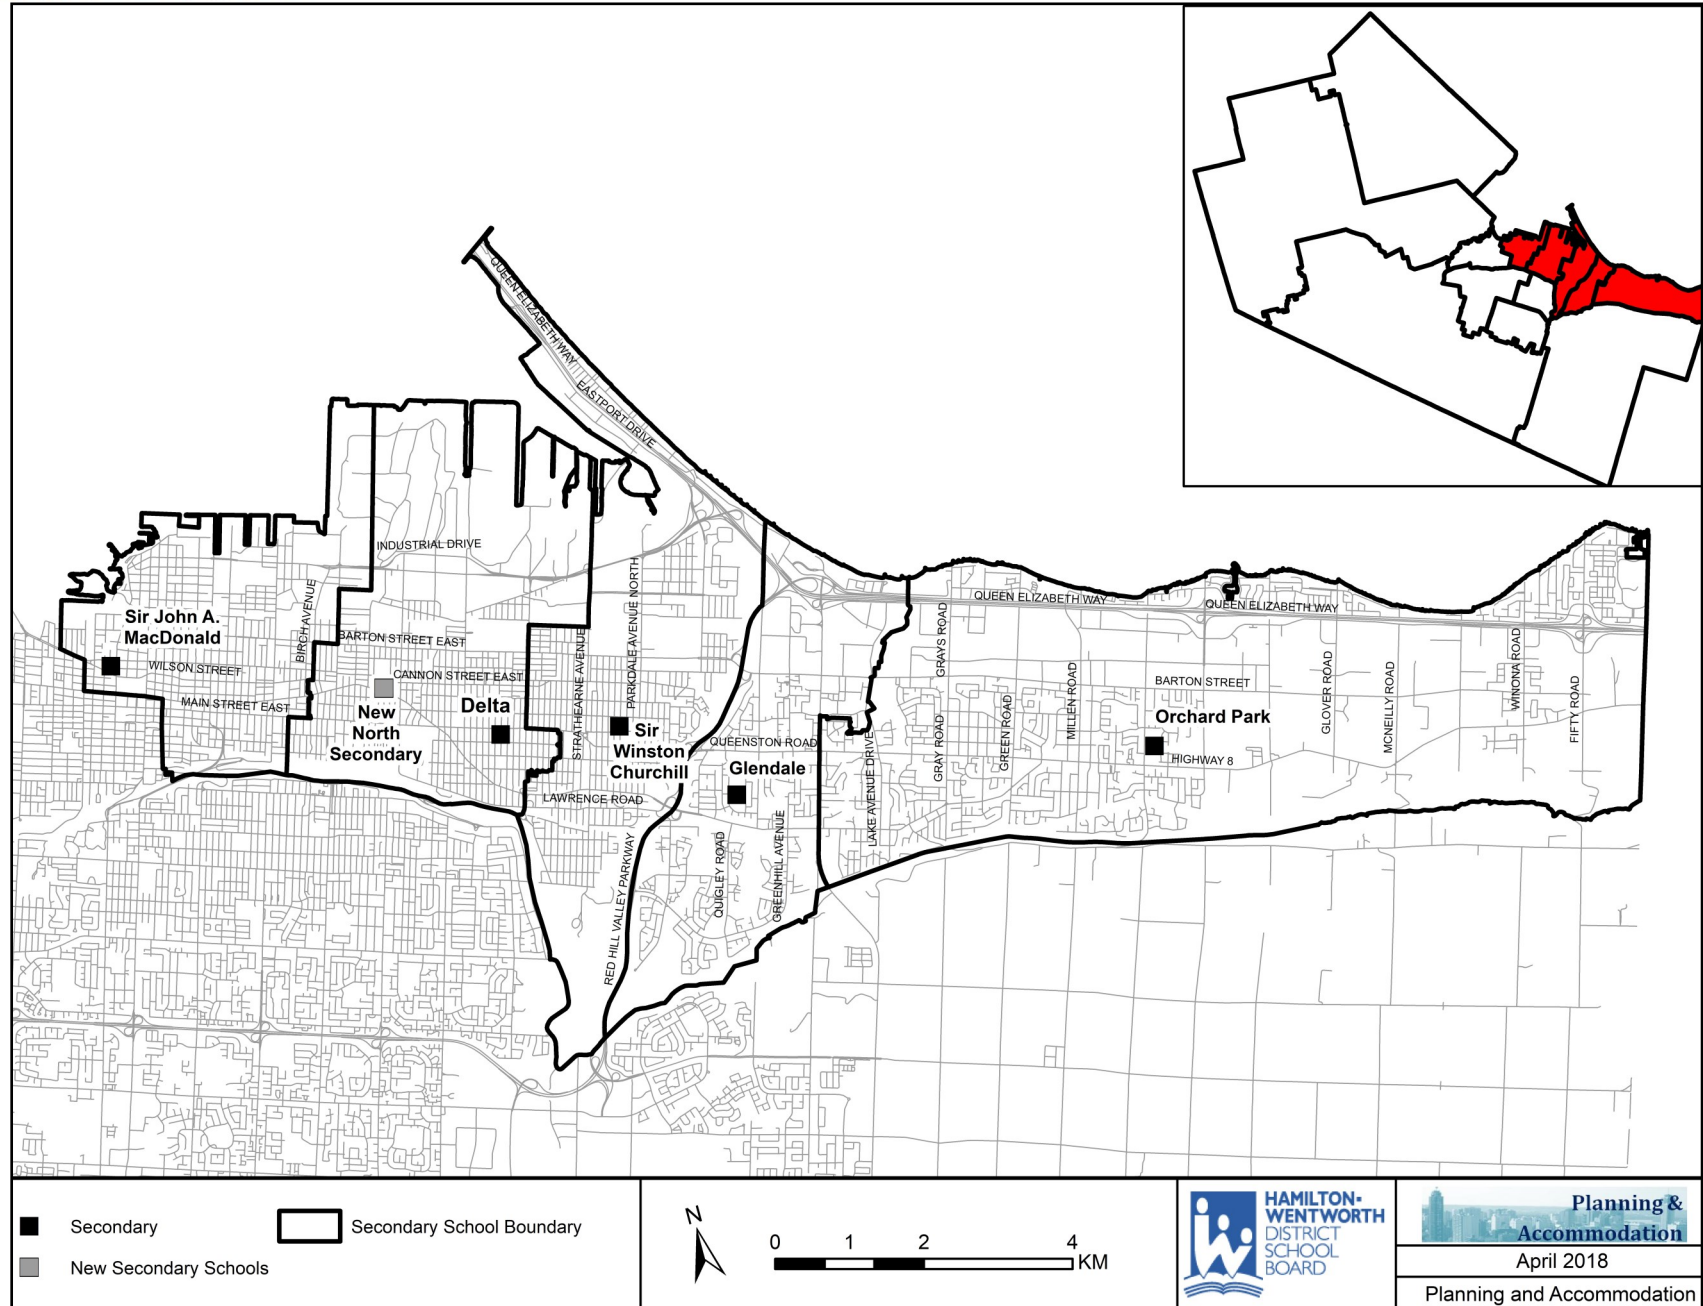 QUEEN ELIZABETH WAY
EASTPORT DRIVE
INDUSTRIAL DRIVE
BIRCH AVENUE
PARKDALE AVENUE NORTH
STRATHEARNE AVENUE
QUEEN ELIZABETH WAY
QUEEN ELIZABETH WAY
Sir John A.
MacDonald
BARTON STREET EAST
WILSON STREET
CANNON STREET EAST
MAIN STREET EAST
New
North
Secondary
Delta
Sir
Winston
Churchill
QUEENSTON ROAD
Glendale
LAWRENCE ROAD
RED HILL VALLEY PARKWAY
QUIGLEY ROAD
GREENHILL AVENUE
LAKE AVENUE DRIVE
GRAYS ROAD
GRAY ROAD
GREEN ROAD
MILLEN ROAD
BARTON STREET
Orchard Park
HIGHWAY 8
GLOVER ROAD
MCNEILLY ROAD
WINONA ROAD
FIFTY ROAD
Secondary
Secondary School Boundary
New Secondary Schools
N
0 1 2 4
KM
HAMILTON-
WENTWORTH
DISTRICT
SCHOOL
BOARD
Planning &
Accommodation
April 2018
Planning and Accommodation